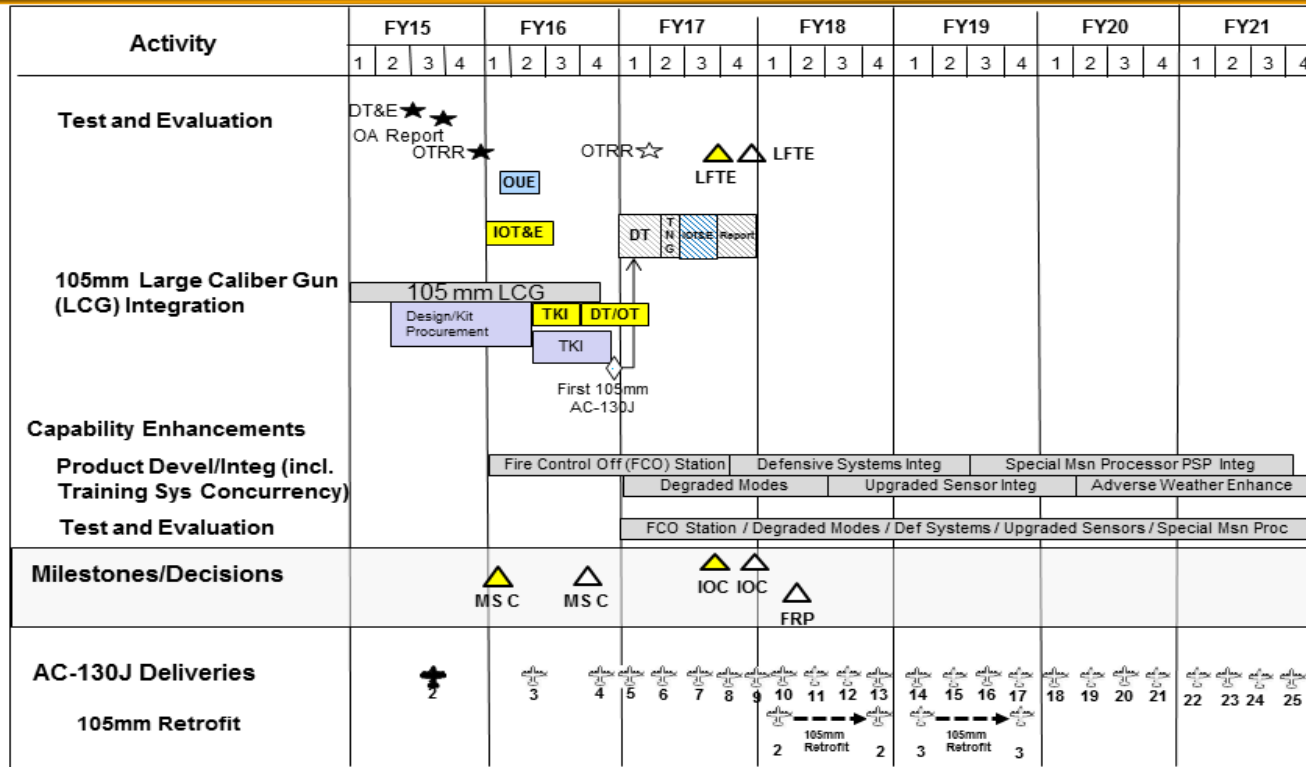 Activity
FY15 FY16 FY17 FY18 FY19 FY20 FY21
1 2 3 4 1 2 3 4 1 2 3 4 1 2 3 4 1 2 3 4 1 2 3 4 1 2 3 4
Test and Evaluation
DT&E
OA Report
OTRR
OTRR
LFTE
LFTE
OUE
IOT&E
DT
TNG
IOT&E
Report
105mm Large Caliber Gun
(LCG) Integration
105 mm LCG
Design/Kit
Procurement
TKI
DT/OT
TKI
First 105mm
AC-130J
Capability Enhancements
Product Devel/Integ (incl.
Training Sys Concurrency)
Fire Control Off (FCO) Station
Defensive Systems Integ
Special Msn Processor PSP Integ
Degraded Modes
Upgraded Sensor Integ
Adverse Weather Enhance
Test and Evaluation
FCO Station / Degraded Modes / Def Systems / Upgraded Sensors / Special Msn Proc
Milestones/Decisions
MS C
MS C
IOC
IOC
FRP
AC-130J Deliveries
2 3 4 5 6 7 8 9 10 11 12 13 14 15 16 17 18 19 20 21 22 23 24 25
105mm Retrofit
2
105mm
Retrofit
2
3
105mm
Retrofit
3